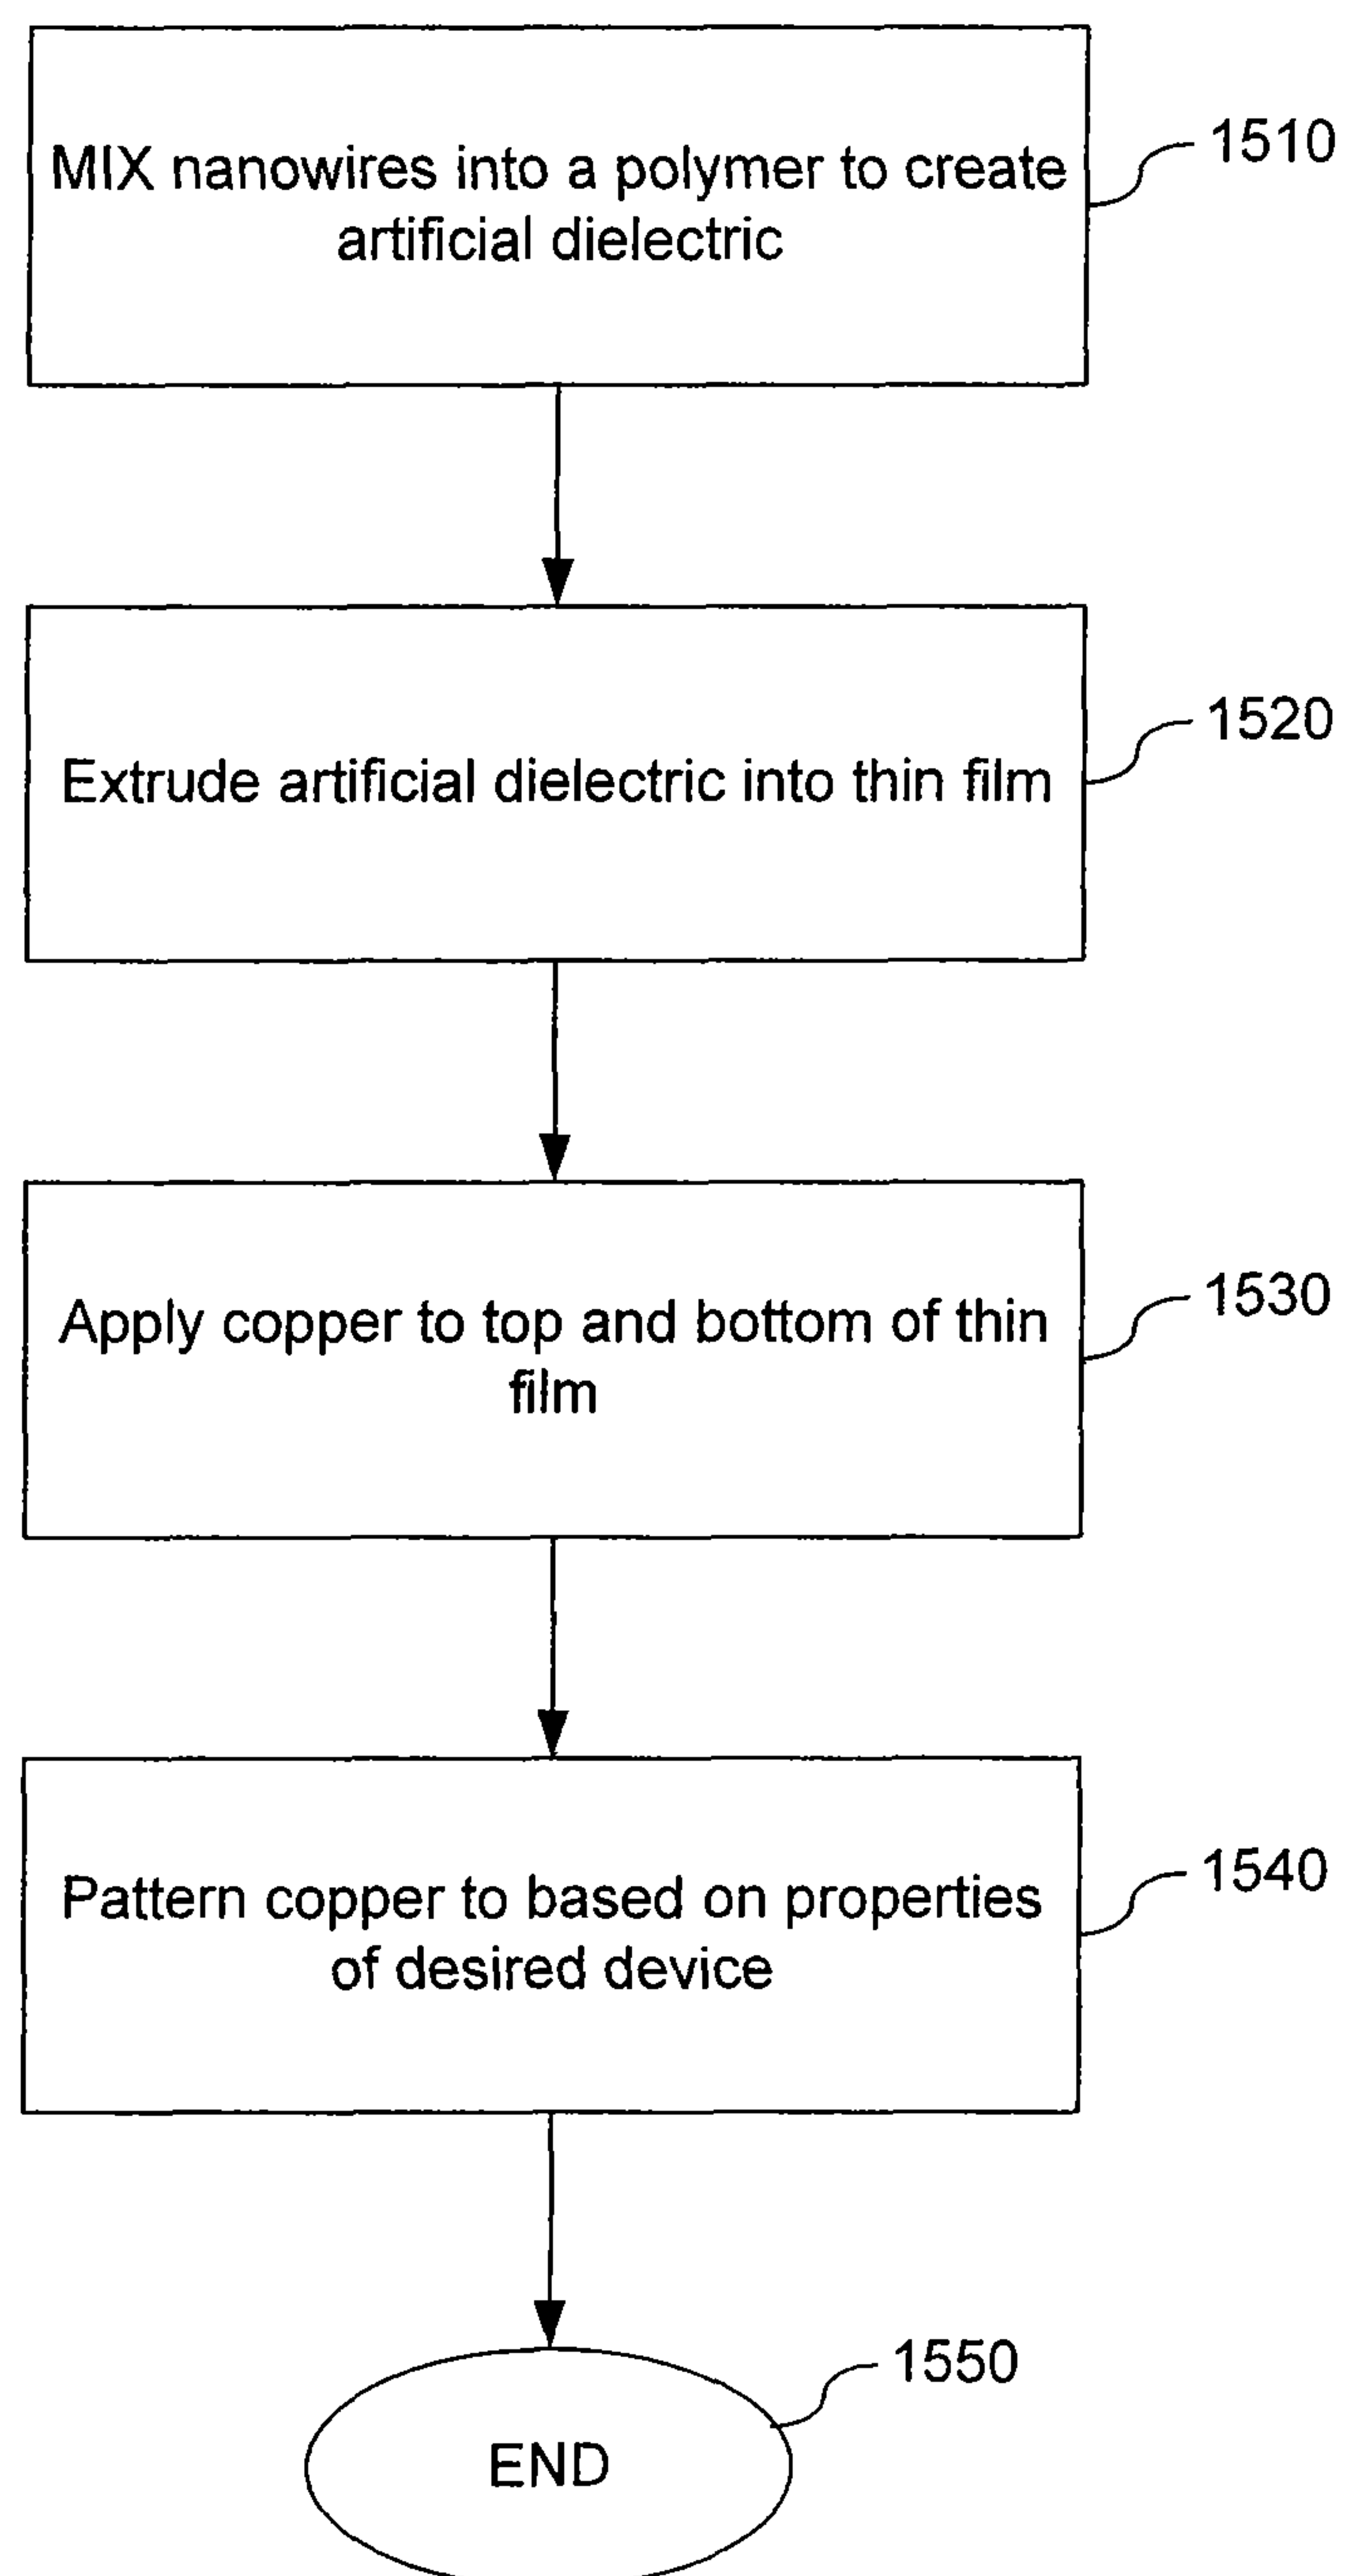 MIX nanowires into a polymer to create
artificial dielectric
1510
Extrude artificial dielectric into thin film
1520
Apply copper to top and bottom of thin
film
1530
Pattern copper to based on properties
of desired device
1540
END
1550